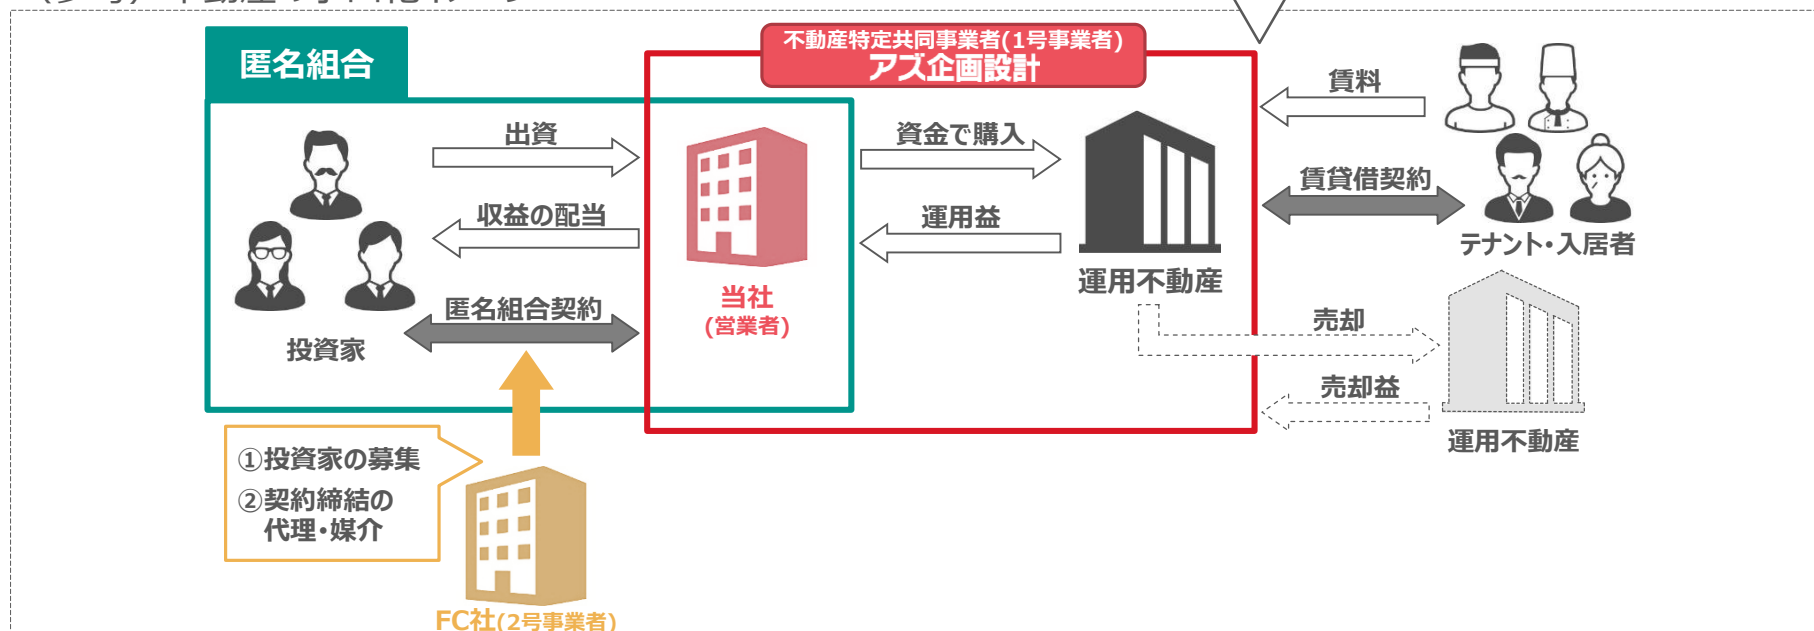 匿名組合
不動産特定共同事業者(1号事業者)
アズ企画設計
出資
収益の配当
匿名組合契約
投資家
当社
(営業者)
資金で購入
運用益
運用不動産
賃料
賃貸借契約
テナント・入居者
売却
売却益
運用不動産
①投資家の募集
②契約締結の
代理・媒介
FC社(2号事業者)